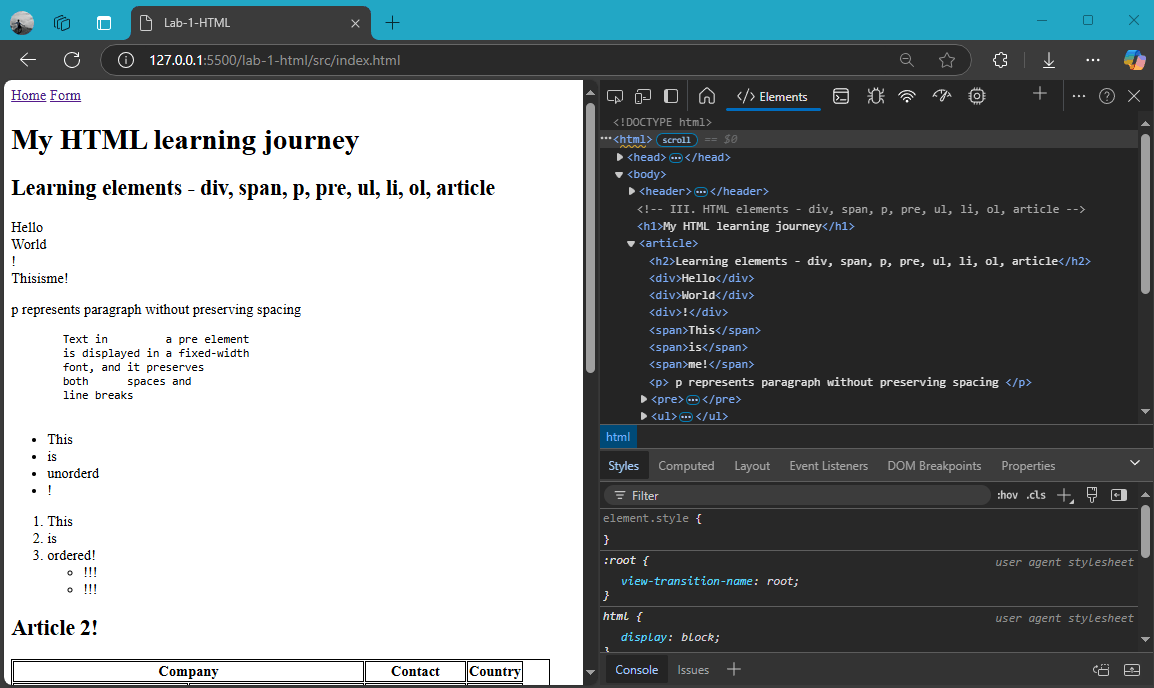 Lab-1-HTML
127.0.0.1:5500/lab-1-html/src/index.html
Home Form
My HTML learning journey
Learning elements - div, span, p, pre, ul, li, ol, article
Hello
World
!
Thisisme!
p represents paragraph without preserving spacing
Text in         a pre element
is displayed in a fixed-width
font, and it preserves
both      spaces and
line breaks
• This
• is
• unorderd
• !
1. This
2. is
3. ordered!
◦ !!!
◦ !!!
Article 2!
Company Contact Country
</> Elements
<!DOCTYPE html>
···<html> scroll == $0
▶<head>···</head>
▼<body>
▶<header>···</header>
<!-- III. HTML elements - div, span, p, pre, ul, li, ol, article -->
<h1>My HTML learning journey</h1>
▼<article>
<h2>Learning elements - div, span, p, pre, ul, li, ol, article</h2>
<div>Hello</div>
<div>World</div>
<div>!</div>
<span>This</span>
<span>is</span>
<span>me!</span>
<p> p represents paragraph without preserving spacing </p>
▶<pre>···</pre>
▶<ul>···</ul>
html
Styles Computed Layout Event Listeners DOM Breakpoints Properties
Filter :hov .cls
element.style {
}
:root { user agent stylesheet
view-transition-name: root;
}
html { user agent stylesheet
display: block;
}
Console Issues